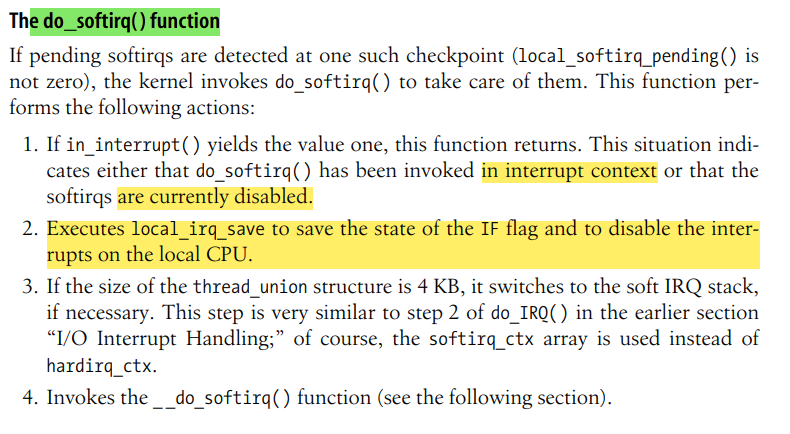 The do_softirq() function
If pending softirqs are detected at one such checkpoint (local_softirq_pending() is
not zero), the kernel invokes do_softirq() to take care of them. This function per-
forms the following actions:
1. If in_interrupt() yields the value one, this function returns. This situation indi-
cates either that do_softirq() has been invoked in interrupt context or that the
softirqs are currently disabled.
2. Executes local_irq_save to save the state of the IF flag and to disable the inter-
rupts on the local CPU.
3. If the size of the thread_union structure is 4 KB, it switches to the soft IRQ stack,
if necessary. This step is very similar to step 2 of do_IRQ() in the earlier section
“I/O Interrupt Handling;” of course, the softirq_ctx array is used instead of
hardirq_ctx.
4. Invokes the __do_softirq() function (see the following section).